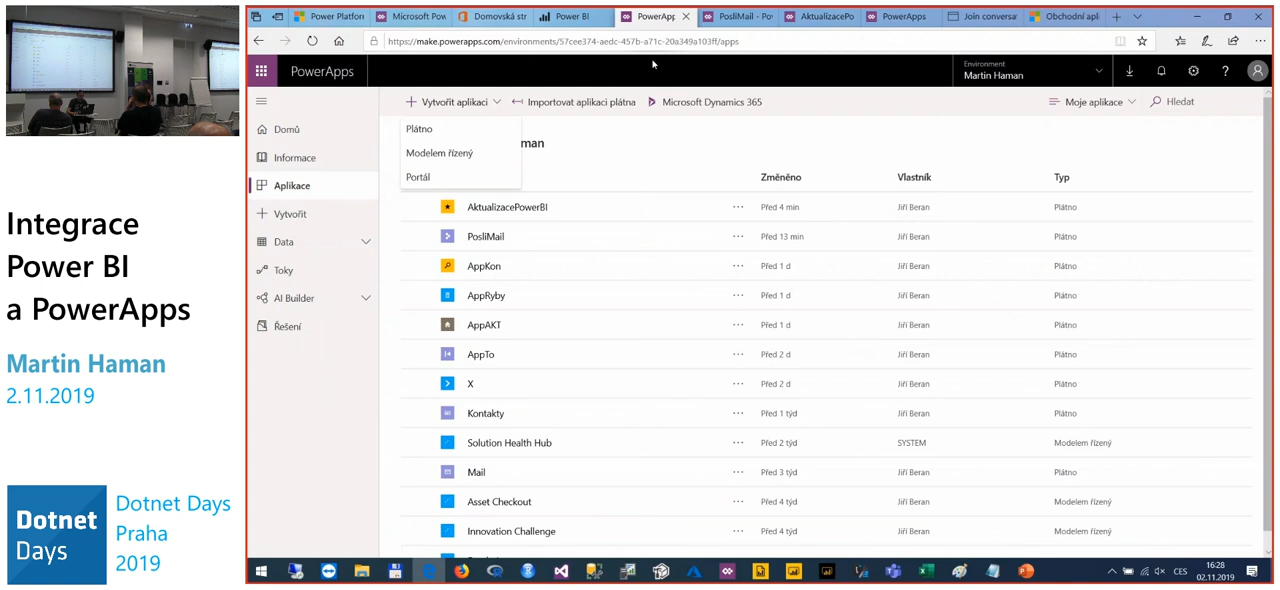 Integrace
Power BI
a PowerApps
Martin Haman
2.11.2019
Dotnet
Days
Dotnet Days
Praha
2019
Power Platforn
Microsoft Pow
Domovská str
Power BI
PowerApp
PosliMail - Pov
AktualizacePo
PowerApps
Join conversa
Obchodní apli
https://make.powerapps.com/environments/57cee374-aedc-457b-a71c-20a349a103ff/apps
PowerApps
Environment
Martin Haman
Vytvořit aplikaci
Importovat aplikaci plátna
Microsoft Dynamics 365
Moje aplikace
Hledat
Domů
Informace
Aplikace
Vytvořit
Data
Toky
AI Builder
Řešení
Plátno
Modelem řízený
Portál
man
Změněno Vlastník Typ
AktualizacePowerBI ··· Před 4 min Jiří Beran Plátno
PosliMail ··· Před 13 min Jiří Beran Plátno
AppKon ··· Před 1 d Jiří Beran Plátno
AppRyby ··· Před 1 d Jiří Beran Plátno
AppAKT ··· Před 1 d Jiří Beran Plátno
AppTo ··· Před 2 d Jiří Beran Plátno
X ··· Před 2 d Jiří Beran Plátno
Kontakty ··· Před 1 týd Jiří Beran Plátno
Solution Health Hub ··· Před 2 týd SYSTEM Modelem řízený
Mail ··· Před 3 týd Jiří Beran Plátno
Asset Checkout ··· Před 4 týd Jiří Beran Modelem řízený
Innovation Challenge ··· Před 4 týd Jiří Beran Modelem řízený
CES
16:28
02.11.2019